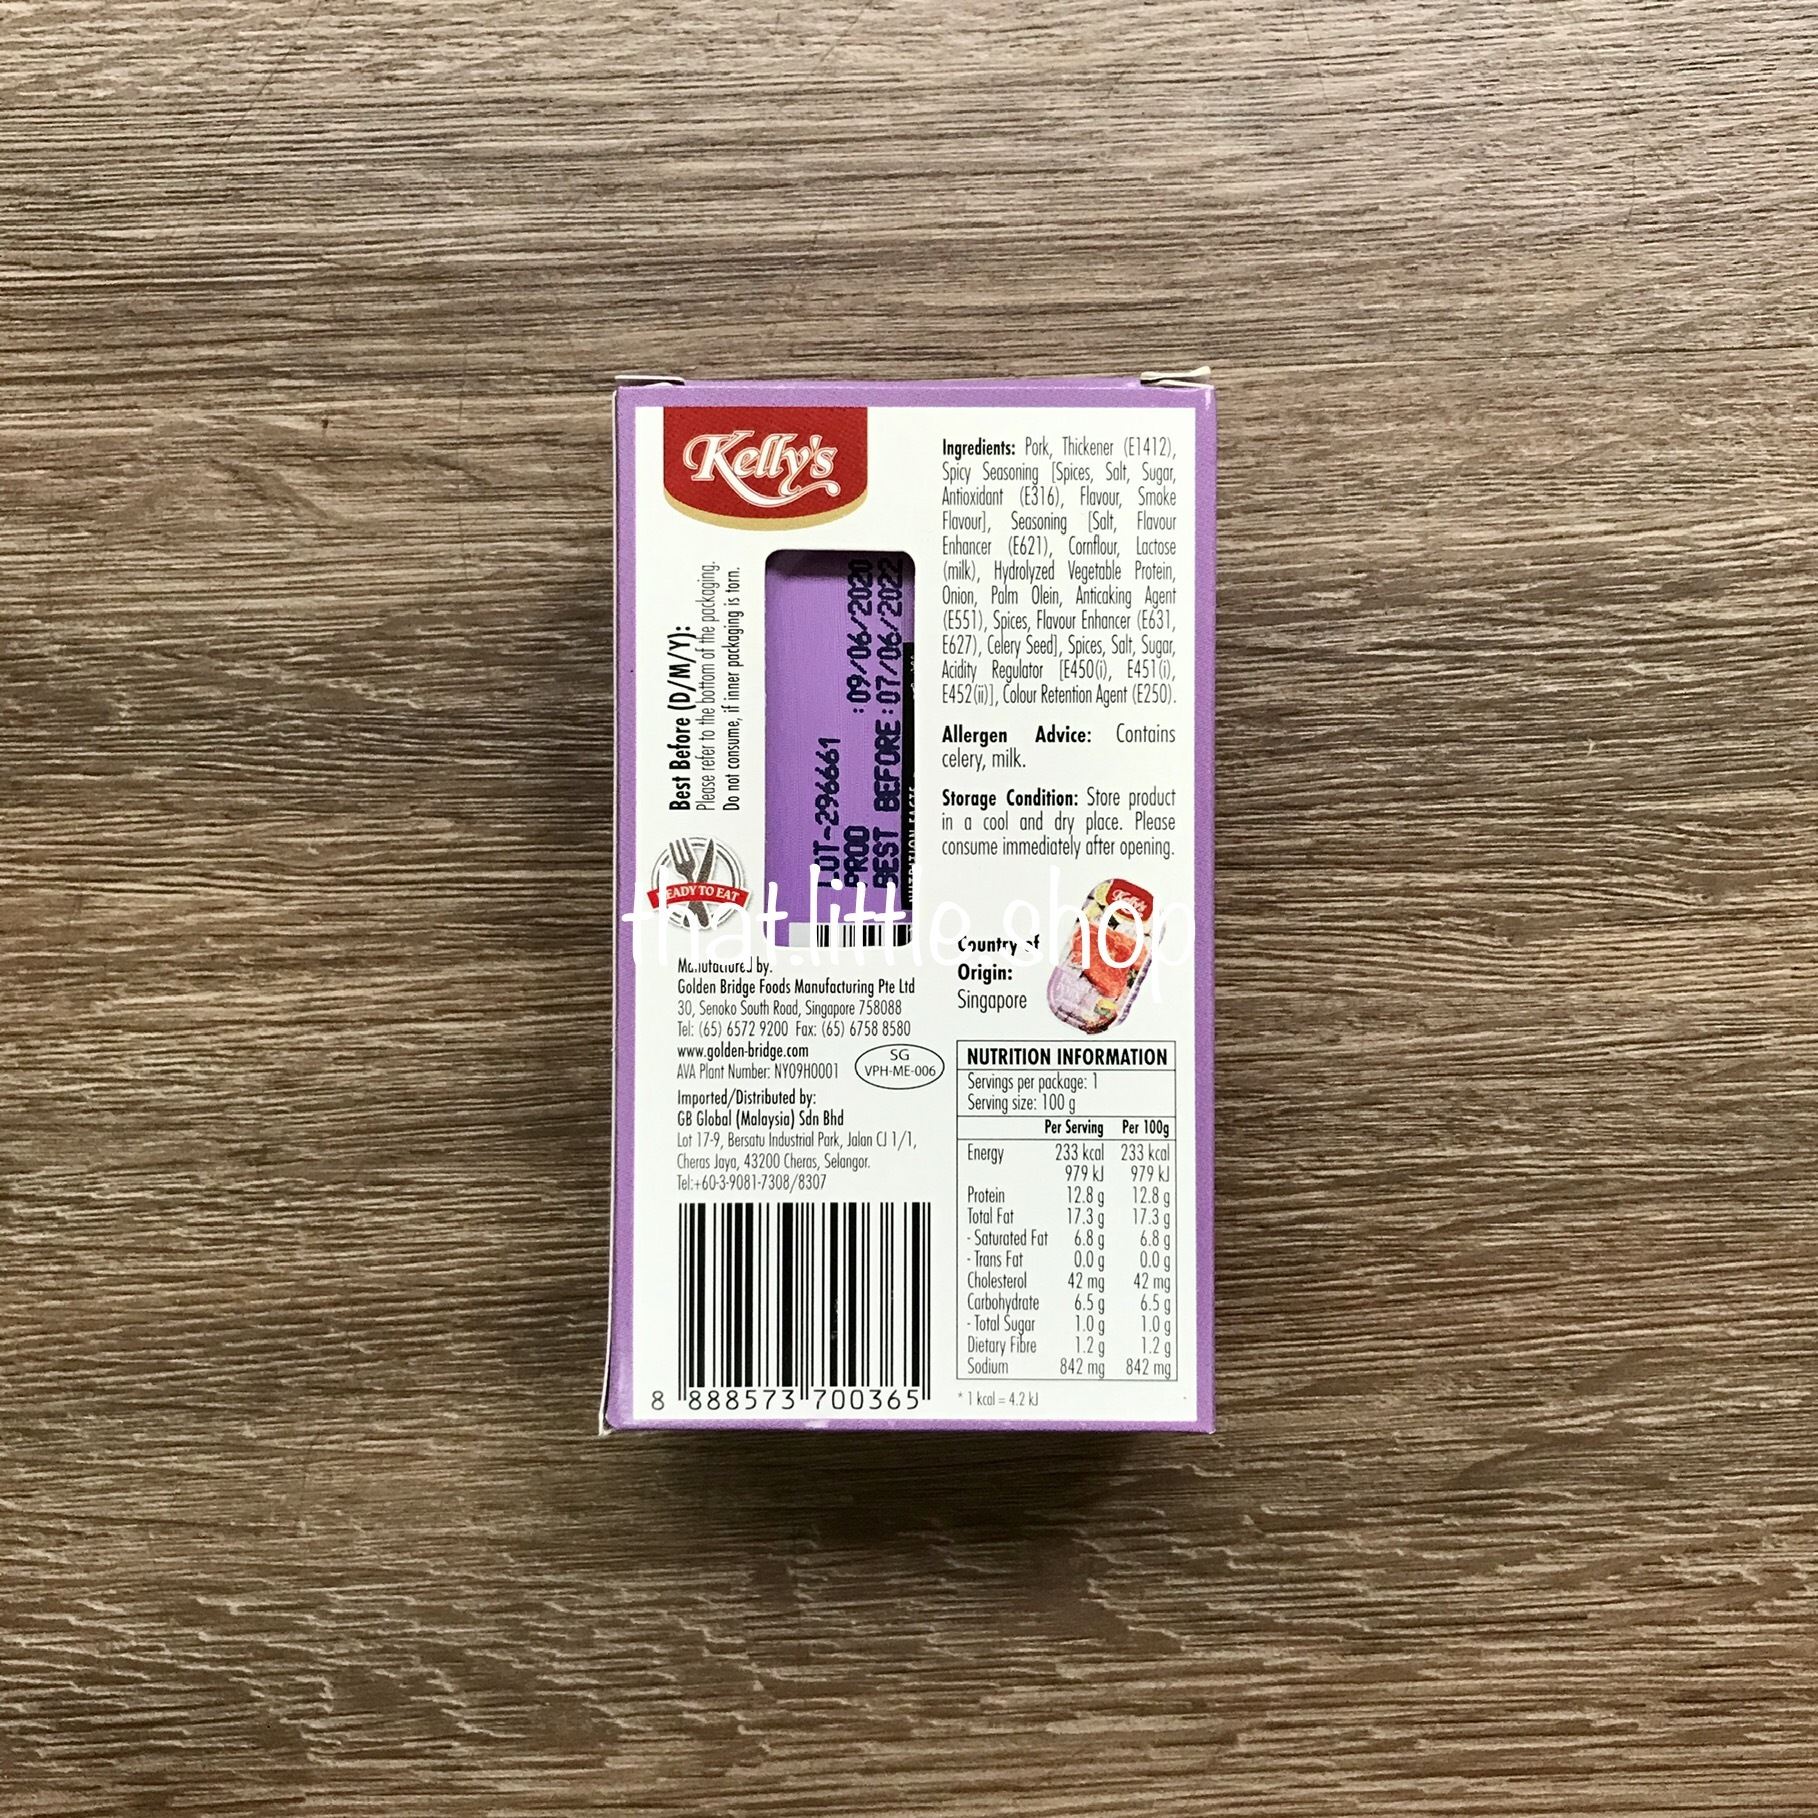 Kelly's
Best Before (D/M/Y):
Please refer to the bottom of the packaging.
Do not consume, if inner packaging is torn.
LOT-296661
PROD :09/06/2020
BEST BEFORE:07/06/2022
READY TO EAT
that.little.shop
Manufactured by:
Golden Bridge Foods Manufacturing Pte Ltd
30, Senoko South Road, Singapore 758088
Tel: (65) 6572 9200 Fax: (65) 6758 8580
www.golden-bridge.com
AVA Plant Number: NY09H0001
SG
VPH-ME-006
Imported/Distributed by:
GB Global (Malaysia) Sdn Bhd
Lot 17-9, Bersatu Industrial Park, Jalan CJ 1/1,
Cheras Jaya, 43200 Cheras, Selangor.
Tel:+60-3-9081-7308/8307
8 888573 700365
Ingredients: Pork, Thickener (E1412),
Spicy Seasoning [Spices, Salt, Sugar,
Antioxidant (E316), Flavour, Smoke
Flavour], Seasoning [Salt, Flavour
Enhancer (E621), Cornflour, Lactose
(milk), Hydrolyzed Vegetable Protein,
Onion, Palm Olein, Anticaking Agent
(E551), Spices, Flavour Enhancer (E631,
E627), Celery Seed], Spices, Salt, Sugar,
Acidity Regulator [E450(i), E451(i),
E452(ii)], Colour Retention Agent (E250).
Allergen Advice: Contains
celery, milk.
Storage Condition: Store product
in a cool and dry place. Please
consume immediately after opening.
Kelly's
Country of
Origin:
Singapore
NUTRITION INFORMATION
Servings per package: 1
Serving size: 100 g
Per Serving Per 100g
Energy 233 kcal 233 kcal
979 kJ 979 kJ
Protein 12.8 g 12.8 g
Total Fat 17.3 g 17.3 g
- Saturated Fat 6.8 g 6.8 g
- Trans Fat 0.0 g 0.0 g
Cholesterol 42 mg 42 mg
Carbohydrate 6.5 g 6.5 g
- Total Sugar 1.0 g 1.0 g
Dietary Fibre 1.2 g 1.2 g
Sodium 842 mg 842 mg
* 1 kcal = 4.2 kJ